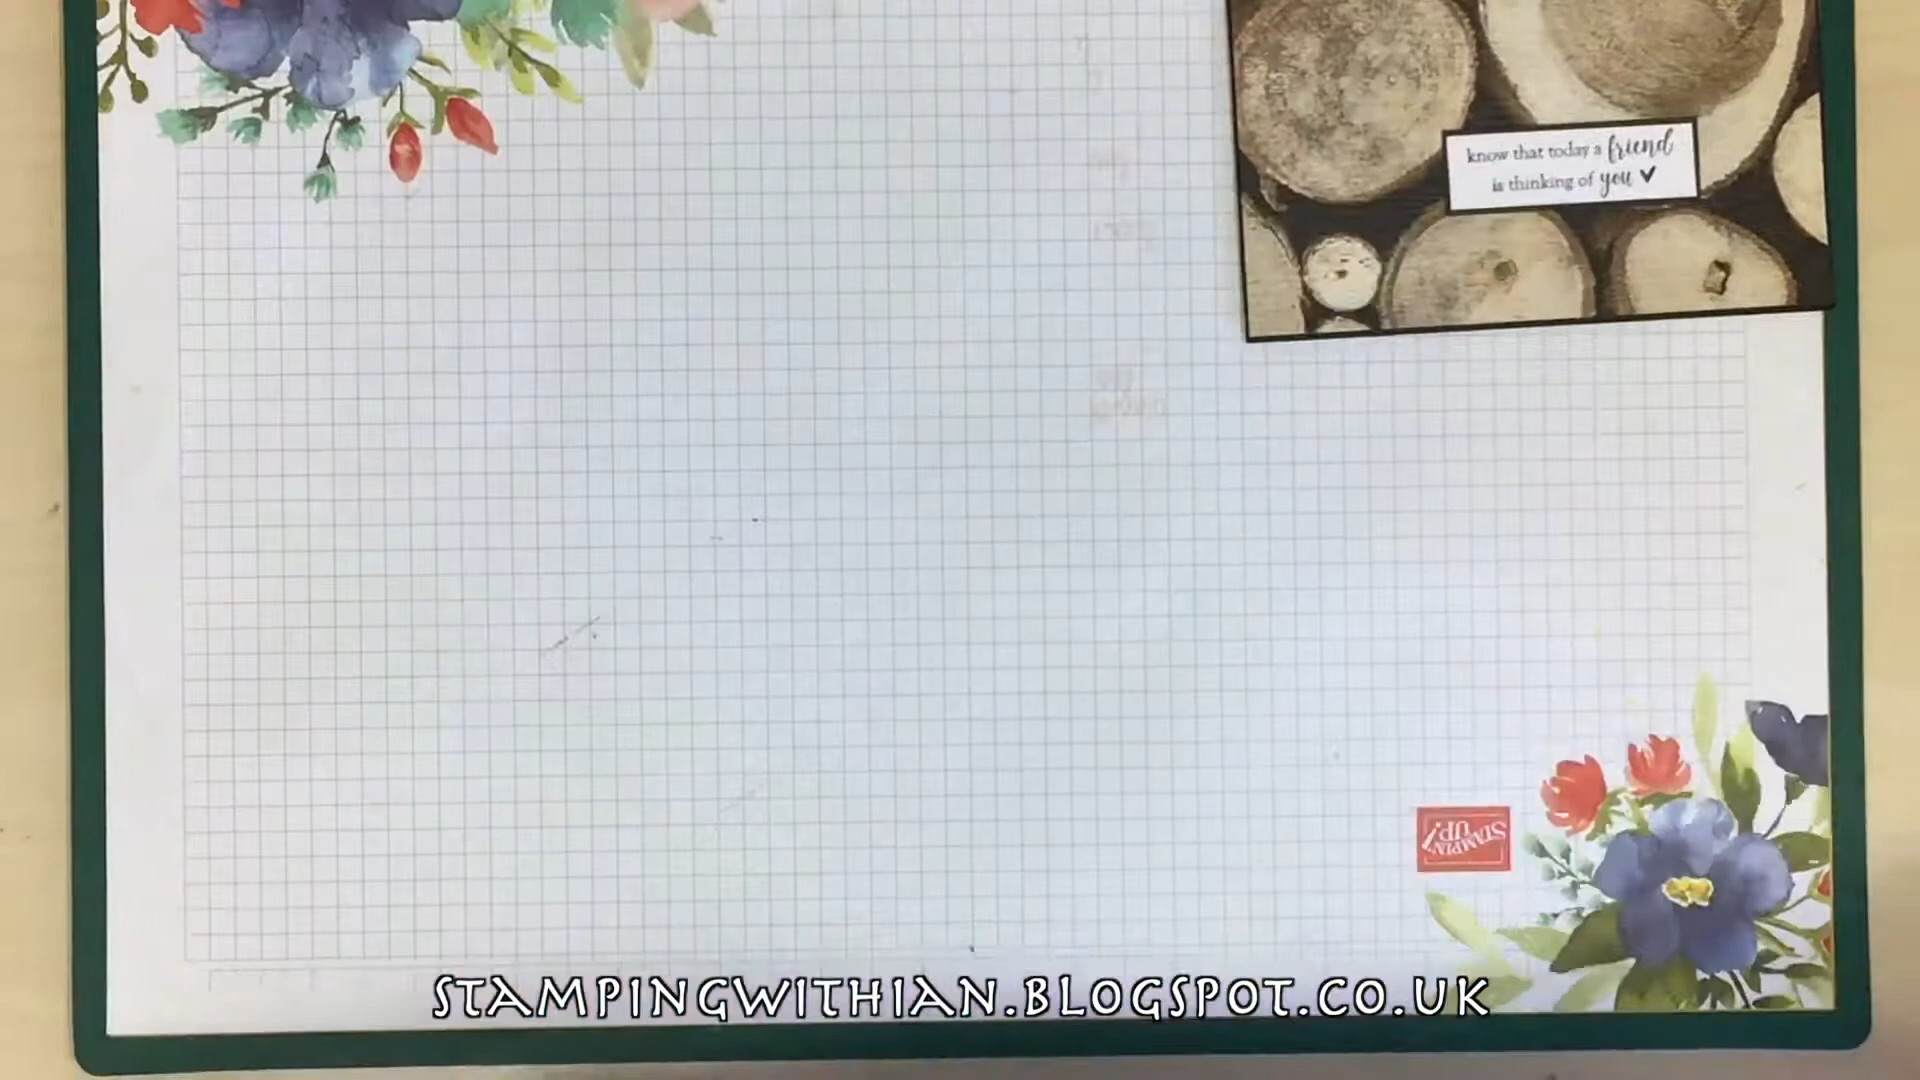 know that today a friend
is thinking of you
STAMPIN'
UP!
STAMPINGWITHIAN.BLOGSPOT.CO.UK